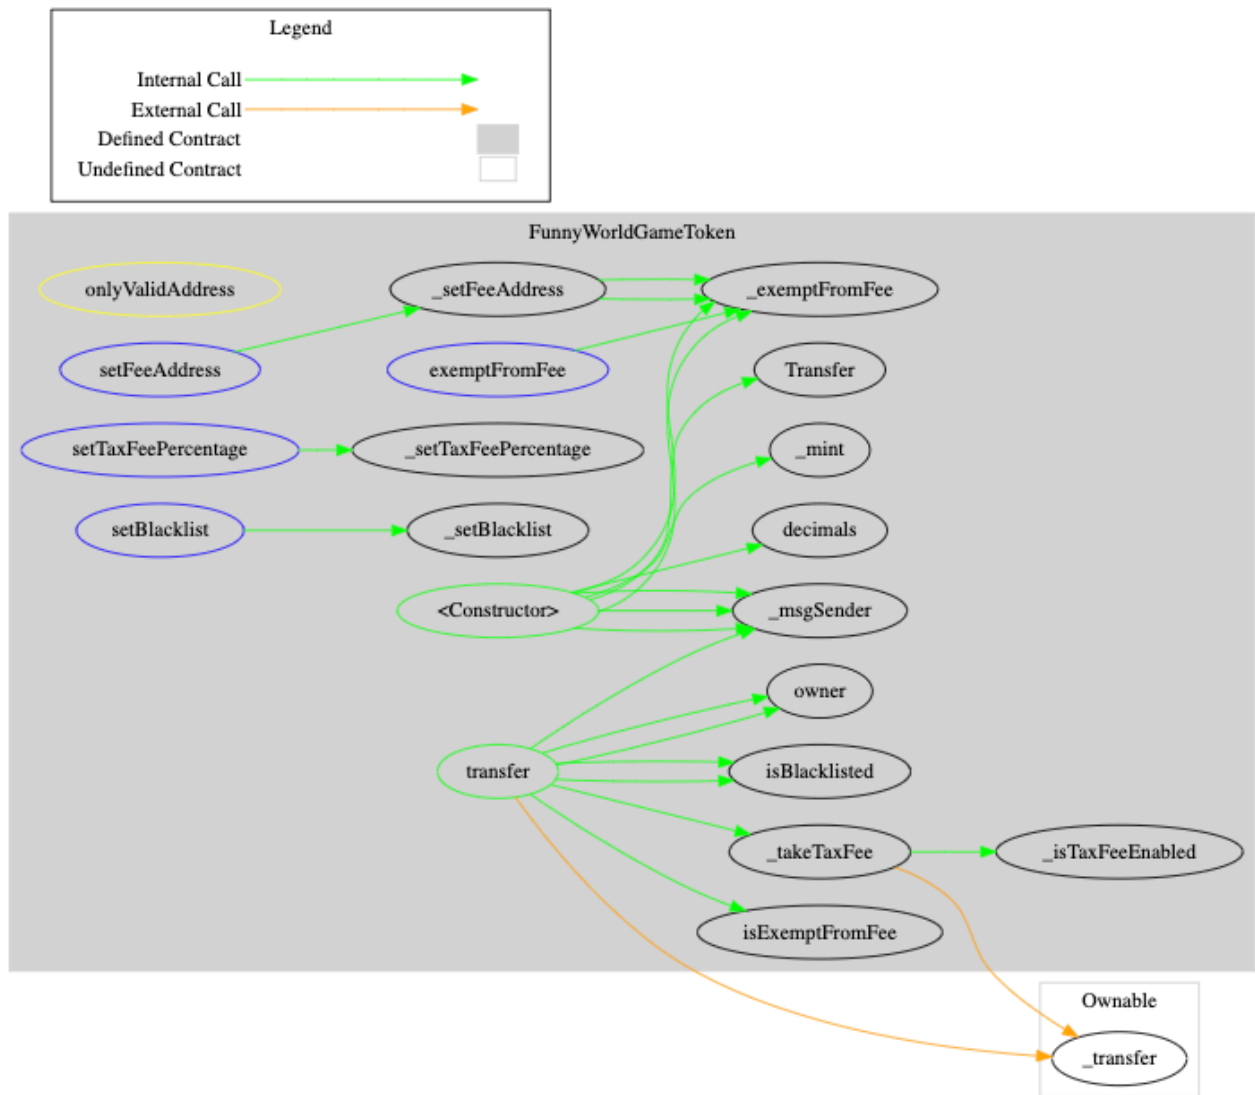 Legend
Internal Call
External Call
Defined Contract
Undefined Contract
FunnyWorldGameToken
onlyValidAddress
_setFeeAddress
_exemptFromFee
setFeeAddress
exemptFromFee
Transfer
setTaxFeePercentage
_setTaxFeePercentage
_mint
setBlacklist
_setBlacklist
decimals
<Constructor>
_msgSender
owner
transfer
isBlacklisted
_takeTaxFee
_isTaxFeeEnabled
isExemptFromFee
Ownable
_transfer